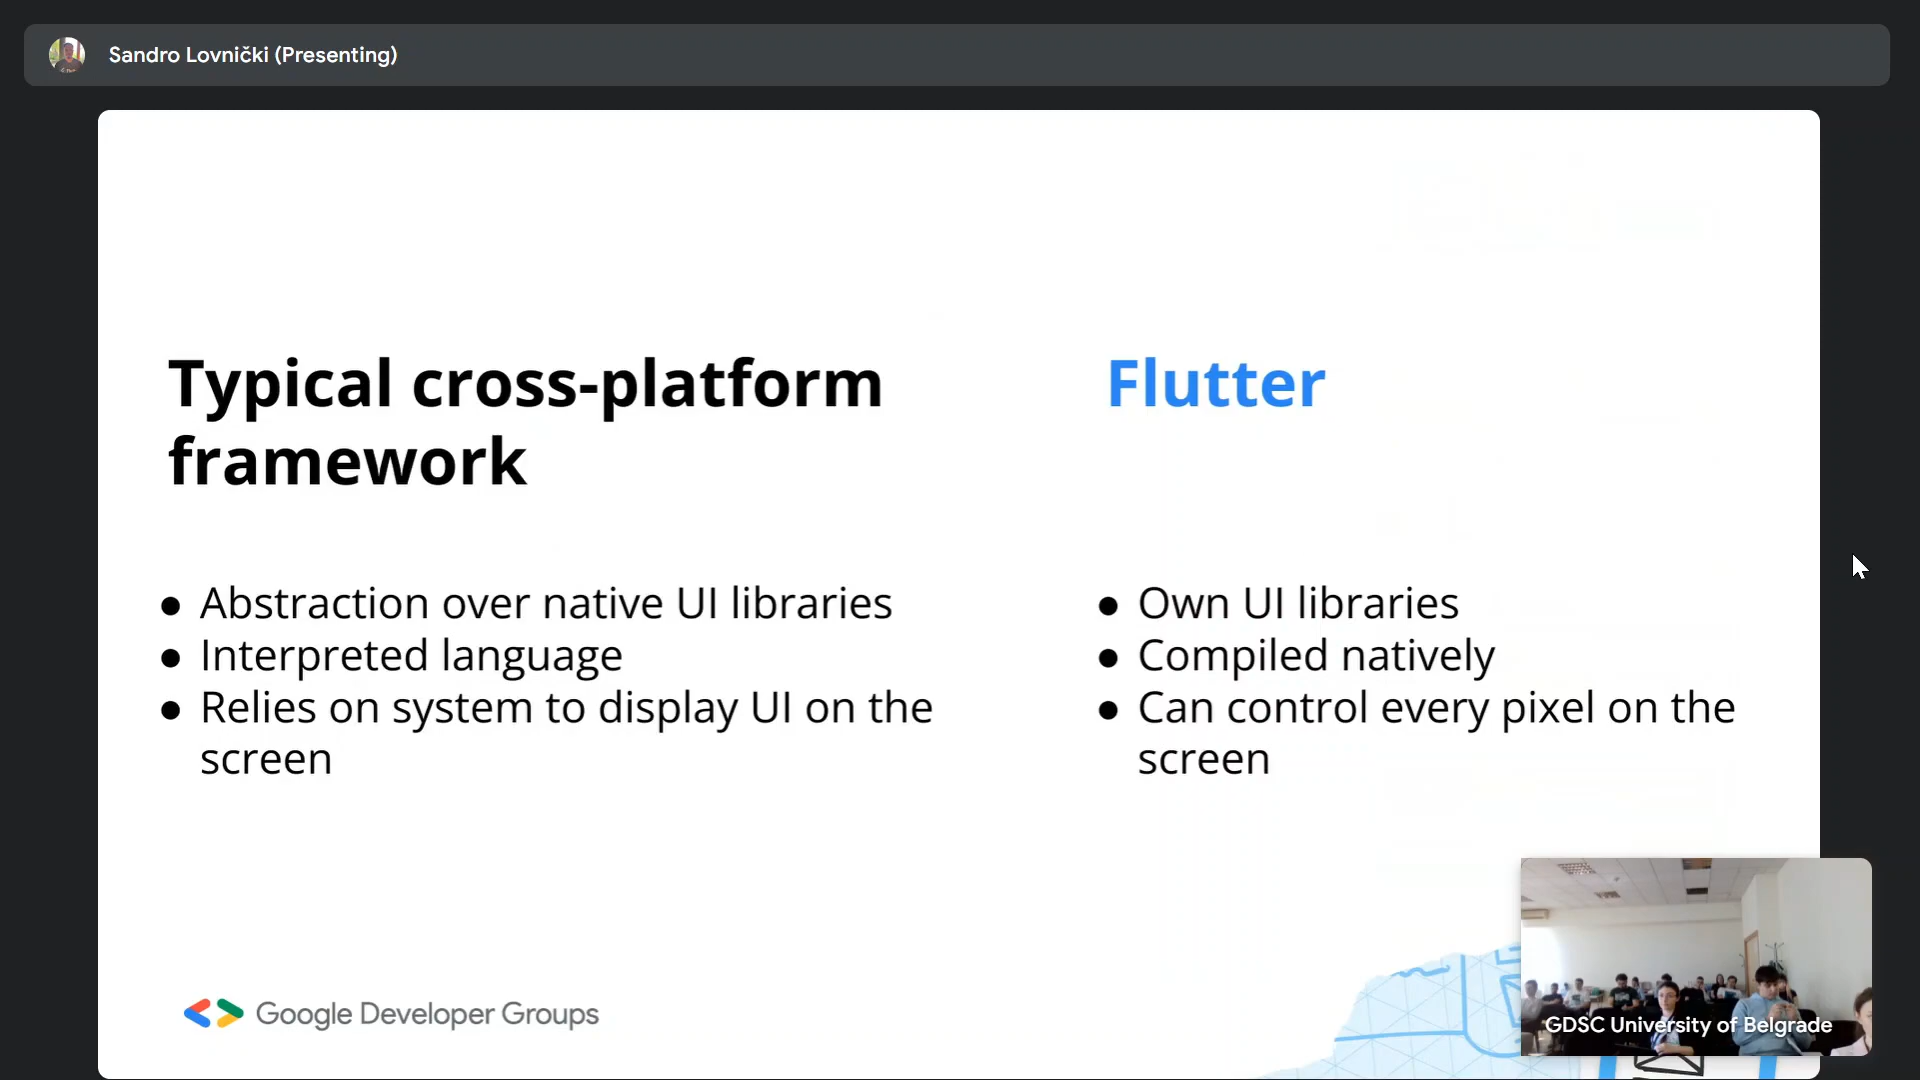 Sandro Lovnički (Presenting)
Typical cross-platform
framework
● Abstraction over native UI libraries
● Interpreted language
● Relies on system to display UI on the
screen
Flutter
● Own UI libraries
● Compiled natively
● Can control every pixel on the
screen
Google Developer Groups
GDSC University of Belgrade